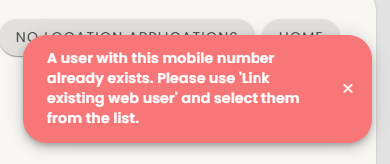 NO LOCATION APPLICATIONS HOME
A user with this mobile number
already exists. Please use 'Link
existing web user' and select them
from the list.
×